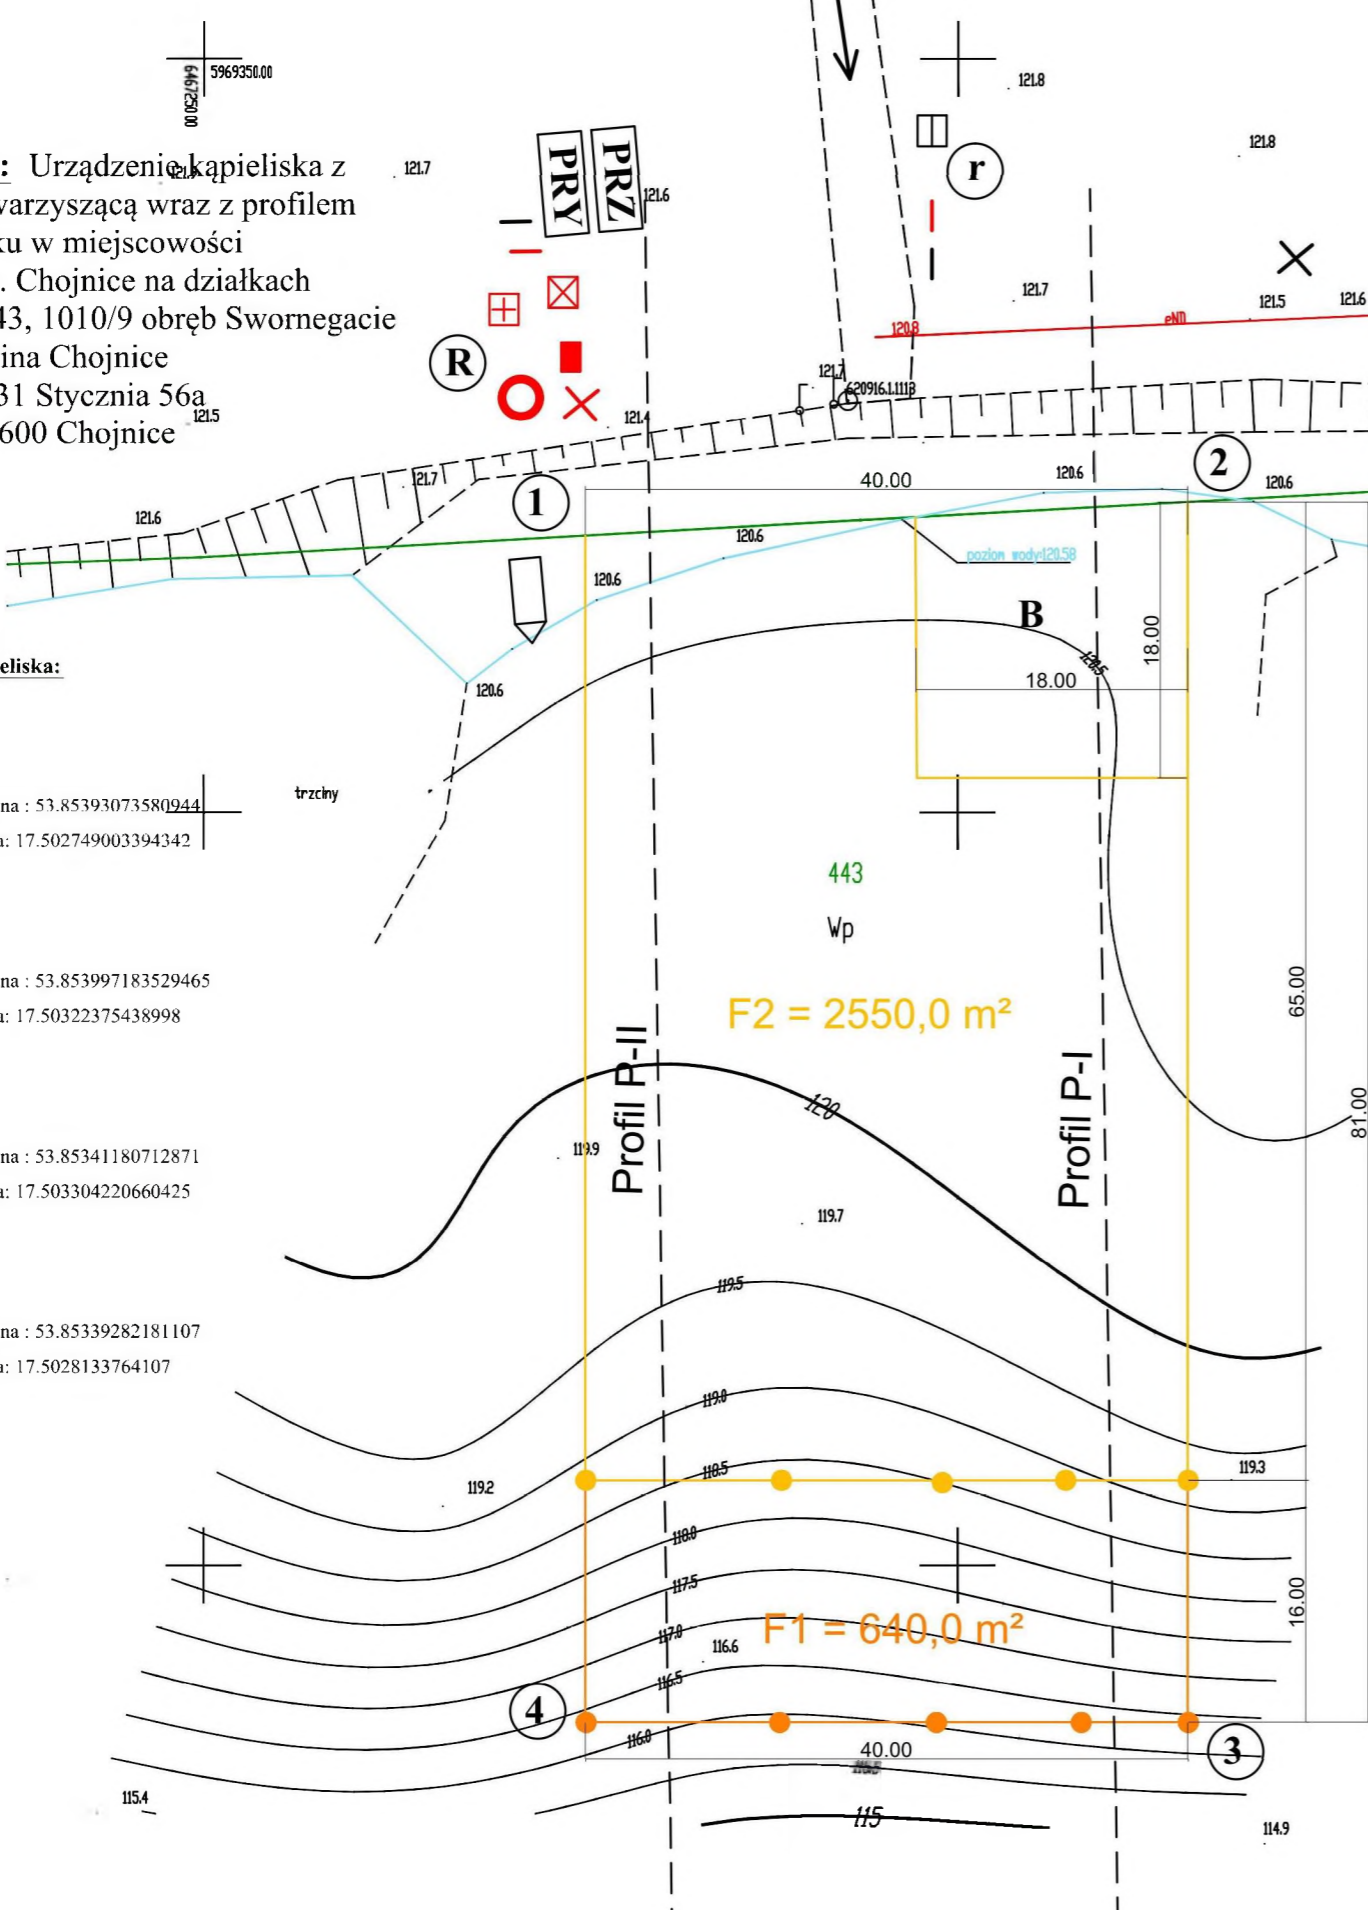 5969350.00
6467250.00
121.8
121.8
: Urządzenie kąpieliska z
121.7
warzyszącą wraz z profilem
ku w miejscowości
. Chojnice na działkach
43, 1010/9 obręb Swornegacie
ina Chojnice
31 Stycznia 56a
600 Chojnice
PRY
PRZ
r
121.6
121.7
121.5
121.6
120.8
eND
R
121.7
620916.1.1113
121.5
121.4
121.7
121.6
1
40.00
120.6
2
120.6
120.6
poziom wody:120.58
120.6
B
18.00
120.5
eliska:
18.00
120.6
trzciny
na : 53.85393073580944
a: 17.502749003394342
443
Wp
na : 53.853997183529465
a: 17.50322375438998
F2 = 2550,0 m²
65.00
Profil P-II
Profil P-I
120
81.00
119.9
na : 53.85341180712871
a: 17.503304220660425
119.7
119.5
na : 53.85339282181107
a: 17.5028133764107
119.0
118.5
119.3
119.2
118.0
117.5
16.00
117.0
F1 = 640,0 m²
116.6
116.5
4
116.0
40.00
3
115.4
115
114.9